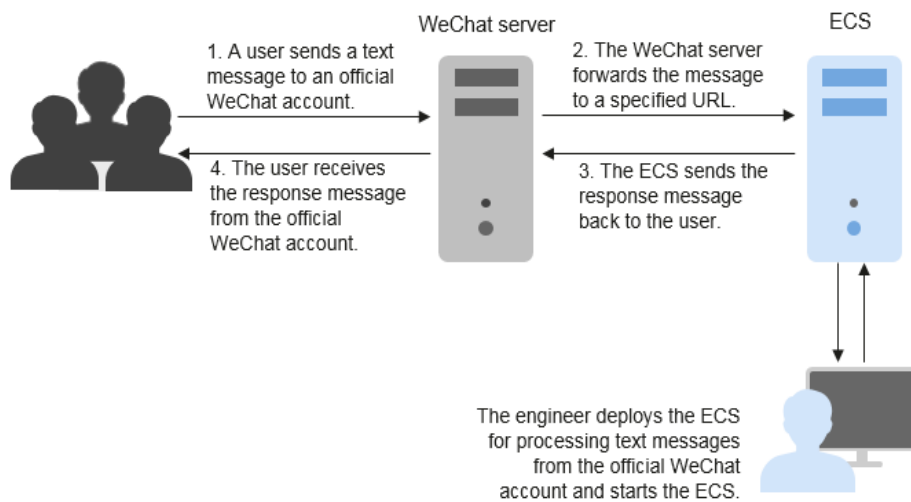 WeChat server
ECS
1. A user sends a text
message to an official
WeChat account.
2. The WeChat server
forwards the message
to a specified URL.
4. The user receives
the response message
from the official
WeChat account.
3. The ECS sends the
response message
back to the user.
The engineer deploys the ECS
for processing text messages
from the official WeChat
account and starts the ECS.